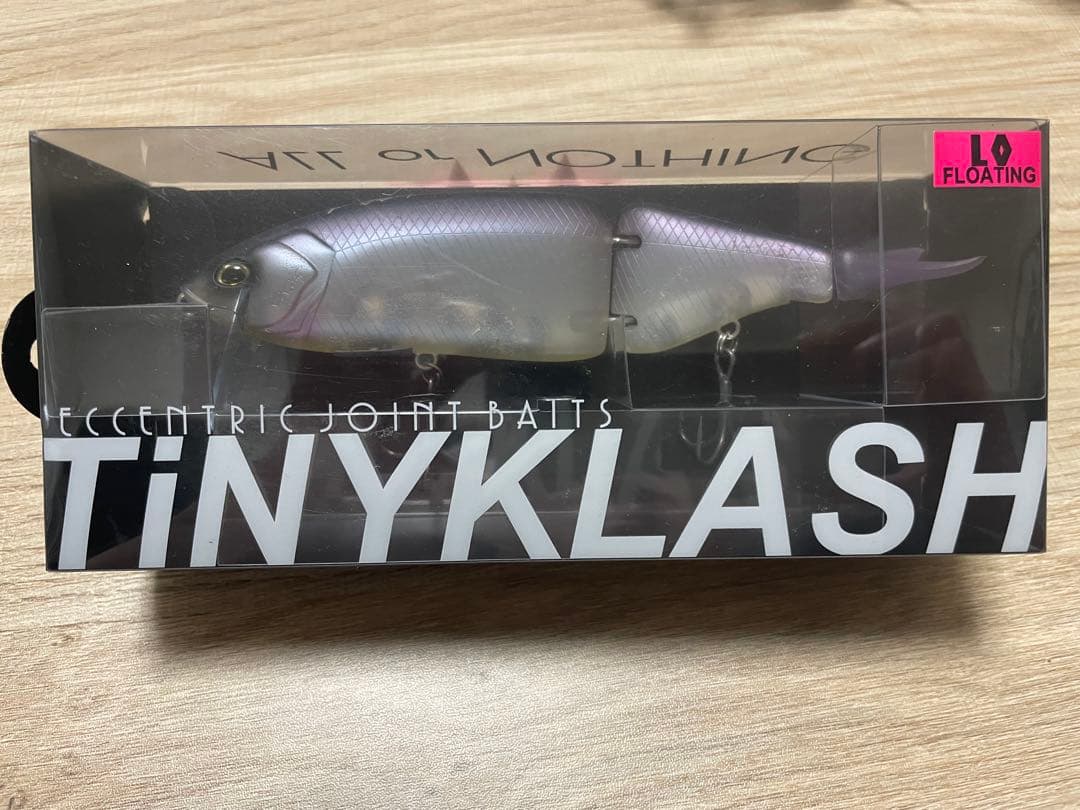 ALL or NOTHING
LO
FLOATING
ECCENTRIC JOINT BAITS
TiNYKLASH